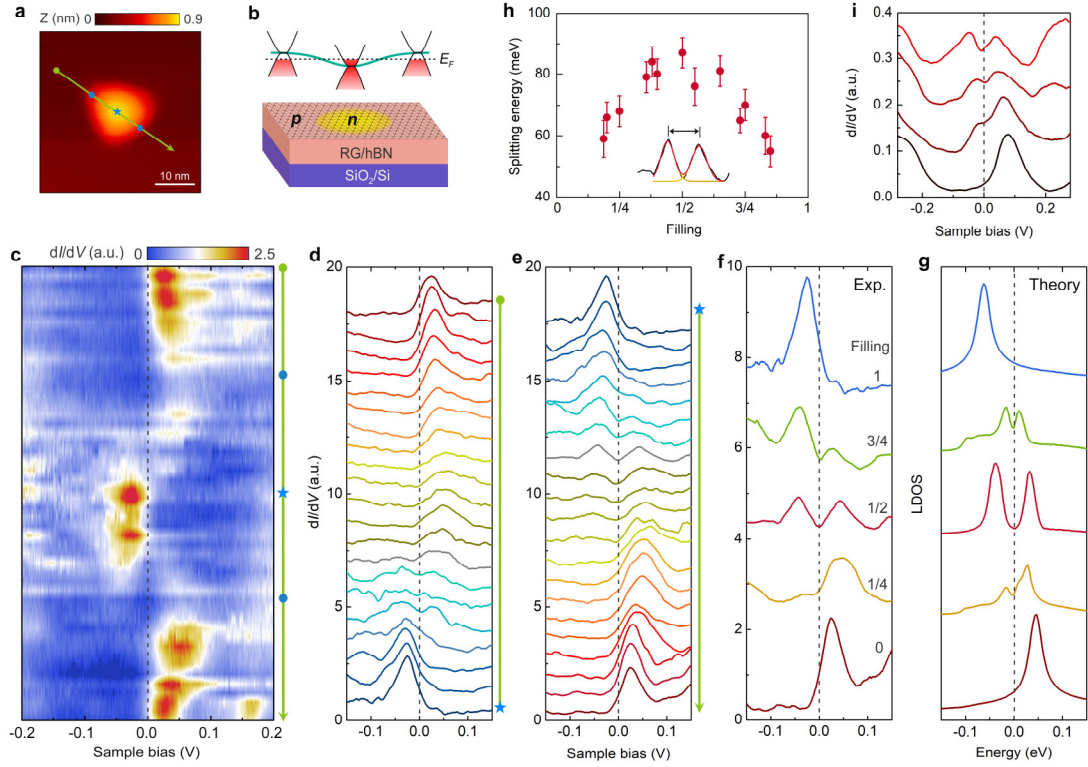 a
Z (nm) 0 0.9
10 nm
b
E_F
p n
RG/hBN
SiO₂/Si
h
Splitting energy (meV)
100
80
60
40
0 1/4 1/2 3/4 1
Filling
i
dI/dV (a.u.)
0.4
0.3
0.2
0.1
0.0
-0.2 0.0 0.2
Sample bias (V)
c
dI/dV (a.u.) 0 2.5
-0.2 -0.1 0.0 0.1 0.2
Sample bias (V)
d
dI/dV (a.u.)
20
15
10
5
0
-0.1 0 0.1
Sample bias (V)
e
20
15
10
5
0
-0.1 0 0.1
Sample bias (V)
f
10
8
6
4
2
0
Exp.
Filling
1
3/4
1/2
1/4
0
-0.1 0 0.1
Sample bias (V)
g
Theory
LDOS
-0.1 0 0.1
Energy (eV)